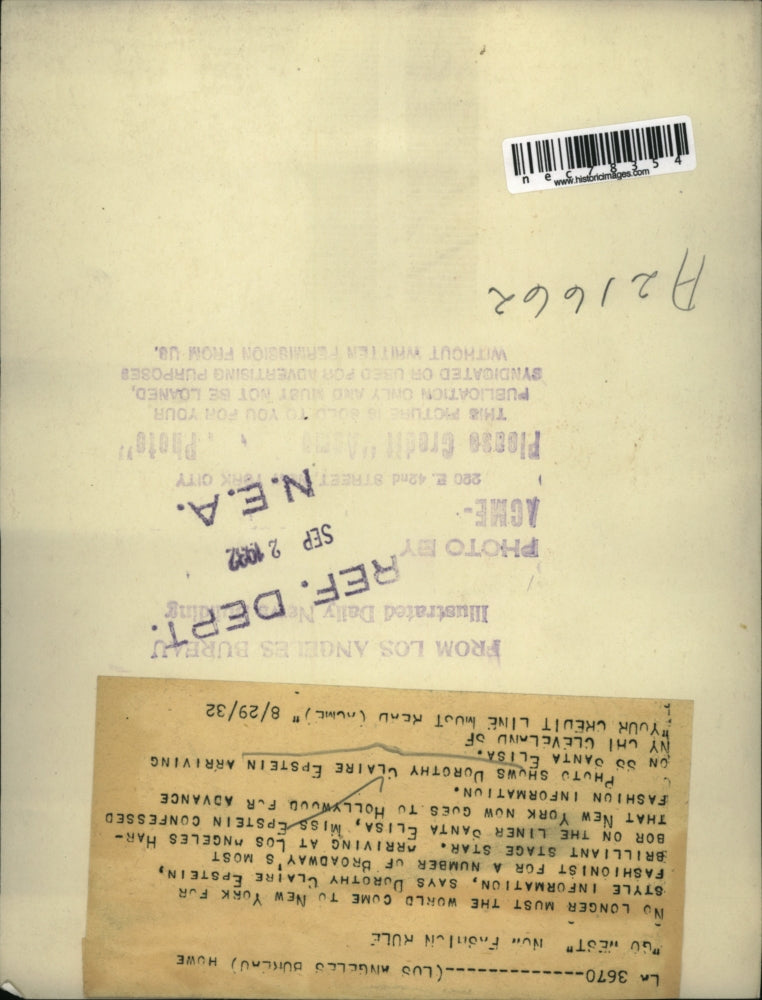 nec78354
www.historicimages.com
A21662
WITHOUT WRITTEN PERMISSION FROM US.
SYNDICATED OR USED FOR ADVERTISING PURPOSES
PUBLICATION ONLY AND MUST NOT BE LOANED,
THIS PICTURE IS SOLD TO YOU FOR YOUR
Please Credit "Acme Photo"
220 E. 42nd STREET, YORK CITY
ACME-
PHOTO BY
N.E.A.
SEP 2 1932
REF. DEPT.
Illustrated Daily News Building
FROM LOS ANGELES BUREAU
LA 3670----------(LOS ANGELES BUREAU) HOWE
"GO WEST" NOW FASHION RULE
NO LONGER MUST THE WORLD COME TO NEW YORK FOR
STYLE INFORMATION, SAYS DOROTHY CLAIRE EPSTEIN,
FASHIONIST FOR A NUMBER OF BROADWAY'S MOST
BRILLIANT STAGE STAR. ARRIVING AT LOS ANGELES HAR-
BOR ON THE LINER SANTA ELISA, MISS EPSTEIN CONFESSED
THAT NEW YORK NOW GOES TO HOLLYWOOD FOR ADVANCE
FASHION INFORMATION.
PHOTO SHOWS DOROTHY CLAIRE EPSTEIN ARRIVING
ON SS SANTA ELISA.
NY CHI CLEVELAND SF
"YOUR CREDIT LINE MUST READ (ACME)" 8/29/32